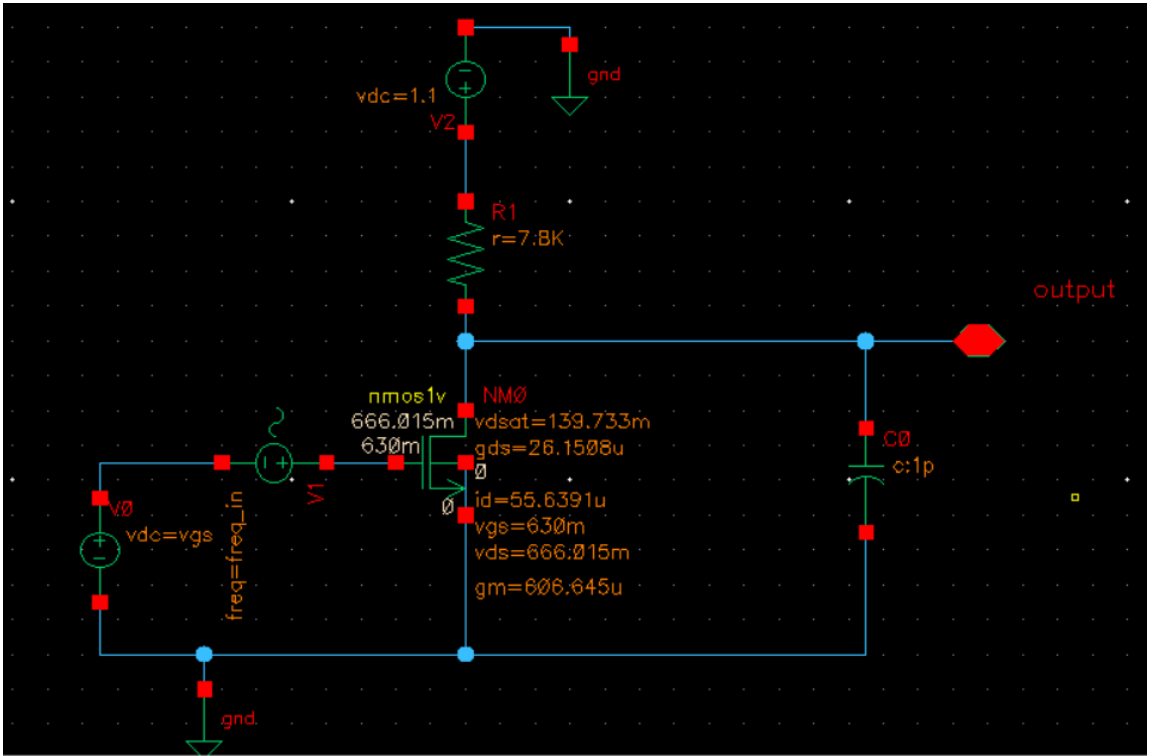 gnd
vdc=1.1
V2
R1
r=7.8K
output
nmos1v
NM0
666.015m
vdsat=139.733m
630m
gds=26.1508u
0
C0
c:1p
0
id=55.6391u
V1
V0
vgs=630m
vdc=vgs
vds=666.015m
freq=freq_in
gm=606.645u
gnd